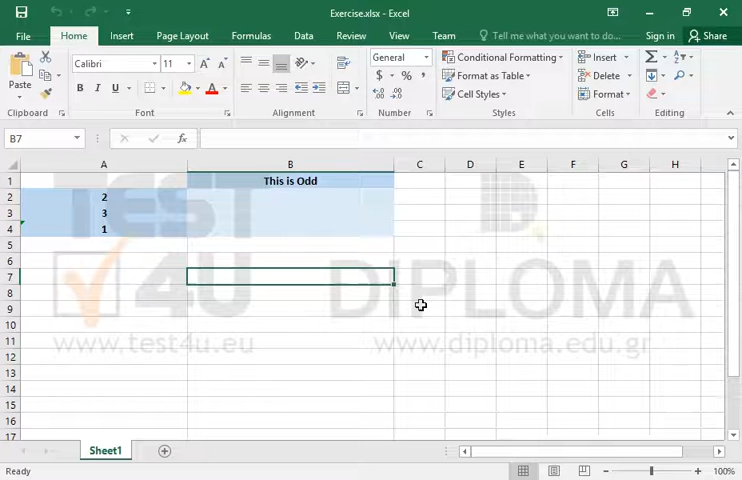 Exercise.xlsx - Excel
File Home Insert Page Layout Formulas Data Review View Team Tell me what you want to do... Sign in Share
Paste
Calibri 11
B I U A
General
$ % ,
Conditional Formatting
Format as Table
Cell Styles
Insert
Delete
Format
Clipboard Font Alignment Number Styles Cells Editing
B7 fx
A B C D E F G H
1 This is Odd
2 2
3 3
4 1
5
6
7
8
9
10
11
12
13
14
15
16
17
TEST 4U DIPLOMA
www.test4u.eu www.diploma.edu.gr
Sheet1
Ready 100%